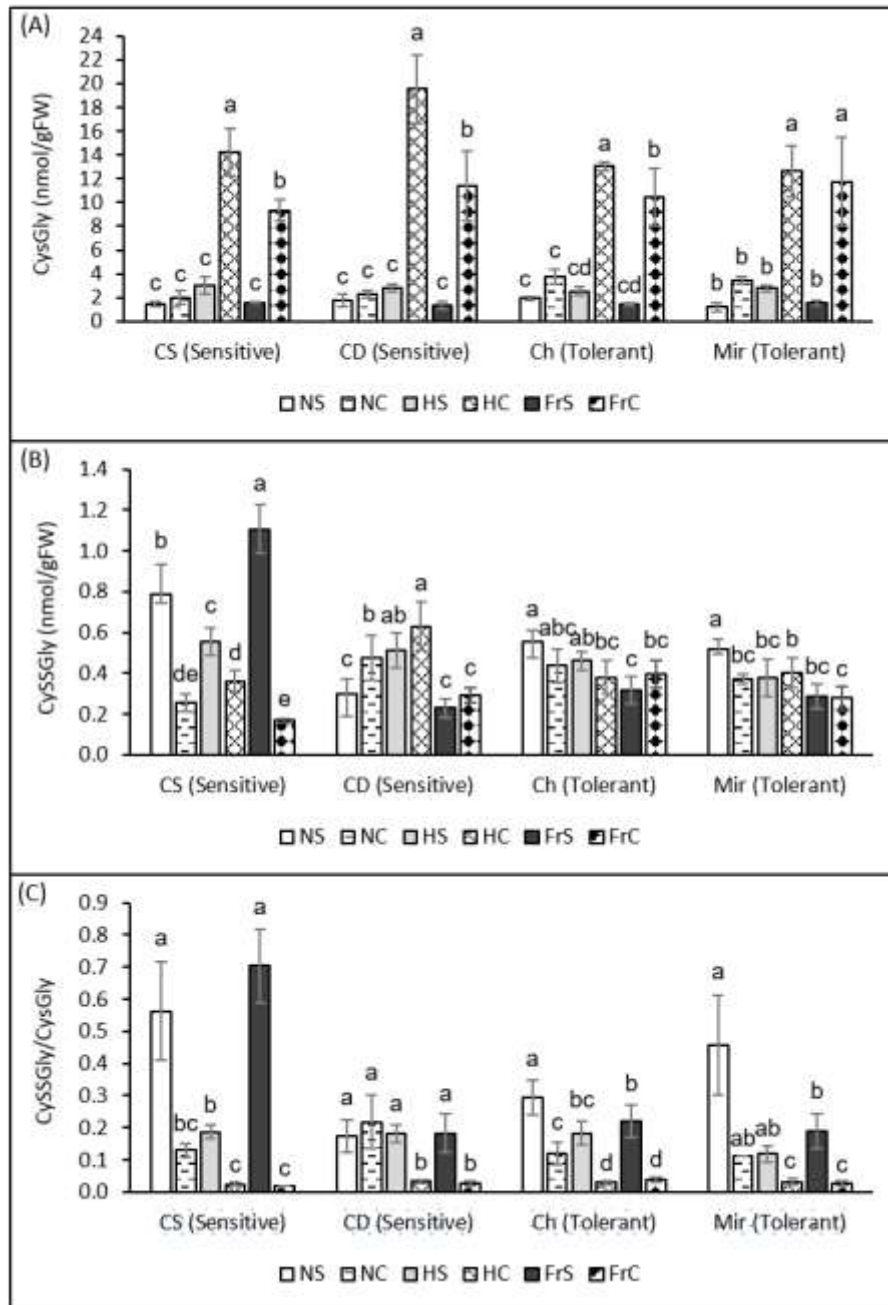 (A)
CysGly (nmol/gFW)
24
22
20
18
16
14
12
10
8
6
4
2
0
c c c a c b
c c c a c b
c c cd a cd b
b b b a b a
CS (Sensitive) CD (Sensitive) Ch (Tolerant) Mir (Tolerant)
NS NC HS HC FrS FrC
(B)
CySSGly (nmol/gFW)
1.4
1.2
1.0
0.8
0.6
0.4
0.2
0.0
b de c d a e
c b ab a c c
a abc ab bc c bc
a bc bc b bc c
CS (Sensitive) CD (Sensitive) Ch (Tolerant) Mir (Tolerant)
NS NC HS HC FrS FrC
(C)
CySSGly/CysGly
0.9
0.8
0.7
0.6
0.5
0.4
0.3
0.2
0.1
0.0
a bc b c a c
a a a b a b
a c bc d b d
a ab ab c b c
CS (Sensitive) CD (Sensitive) Ch (Tolerant) Mir (Tolerant)
NS NC HS HC FrS FrC